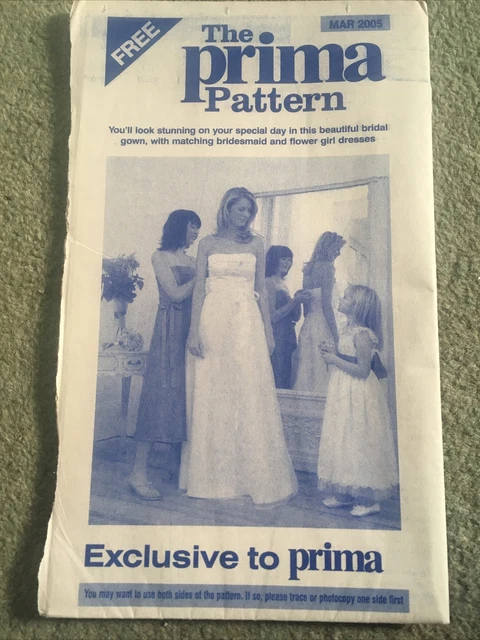 FREE
MAR 2005
The
prima
Pattern
You'll look stunning on your special day in this beautiful bridal
gown, with matching bridesmaid and flower girl dresses
Exclusive to prima
You may want to use both sides of the pattern. If so, please trace or photocopy one side first